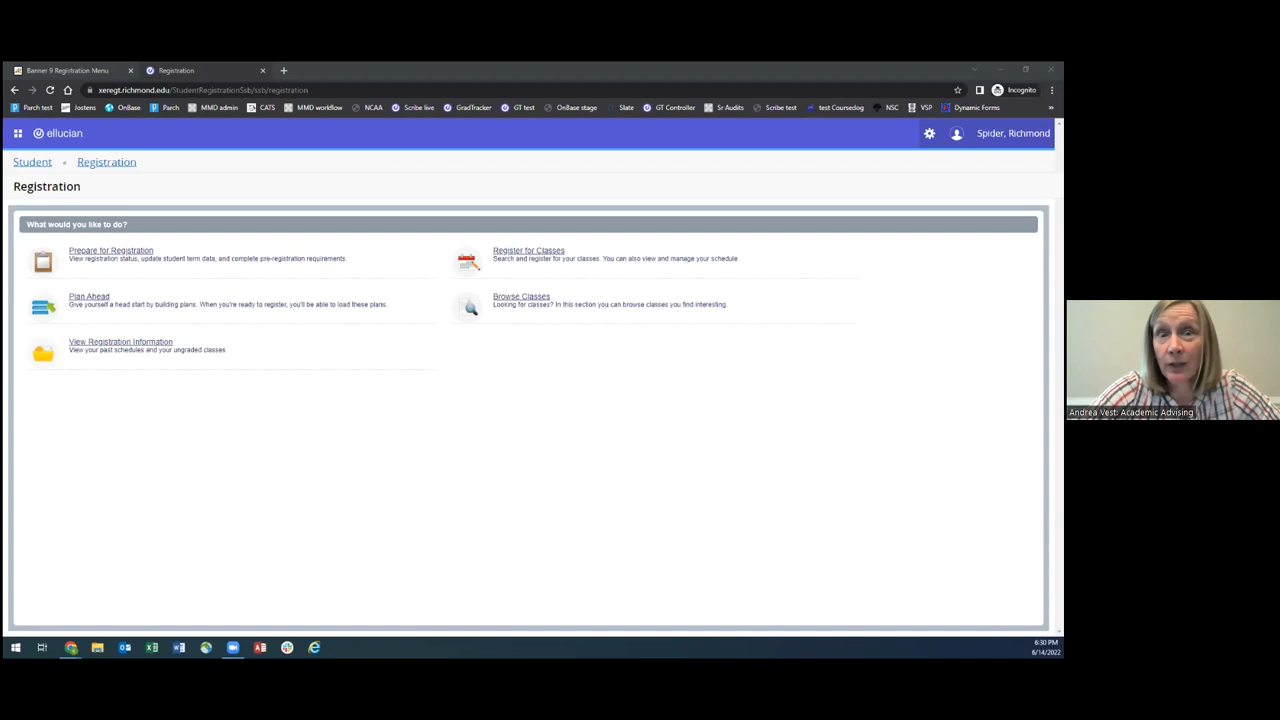 Banner 9 Registration Menu
Registration
xeregt.richmond.edu/StudentRegistrationSsb/ssb/registration
Incognito
Parch test Jostens OnBase Parch MMD admin CATS MMD workflow NCAA Scribe live GradTracker GT test OnBase stage Slate GT Controller Sr Audits Scribe test test Coursedog NSC VSP Dynamic Forms
ellucian
Spider, Richmond
Student Registration
Registration
What would you like to do?
Prepare for Registration
View registration status, update student term data, and complete pre-registration requirements.
Register for Classes
Search and register for your classes. You can also view and manage your schedule.
Plan Ahead
Give yourself a head start by building plans. When you're ready to register, you'll be able to load these plans.
Browse Classes
Looking for classes? In this section you can browse classes you find interesting.
View Registration Information
View your past schedules and your ungraded classes.
Andrea Vest: Academic Advising
6:30 PM
6/14/2022